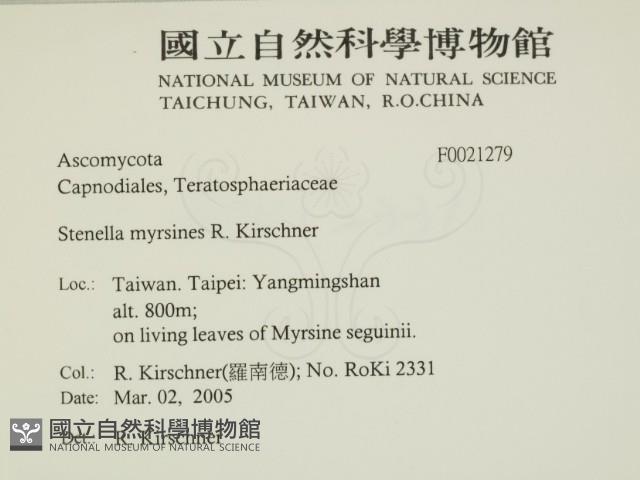 國立自然科學博物館
NATIONAL MUSEUM OF NATURAL SCIENCE
TAICHUNG, TAIWAN, R.O.CHINA
Ascomycota F0021279
Capnodiales, Teratosphaeriaceae
Stenella myrsines R. Kirschner
Loc.: Taiwan. Taipei: Yangmingshan
alt. 800m;
on living leaves of Myrsine seguinii.
Col.: R. Kirschner(羅南德); No. RoKi 2331
Date: Mar. 02, 2005
Det.: R. Kirschner
國立自然科學博物館
NATIONAL MUSEUM OF NATURAL SCIENCE